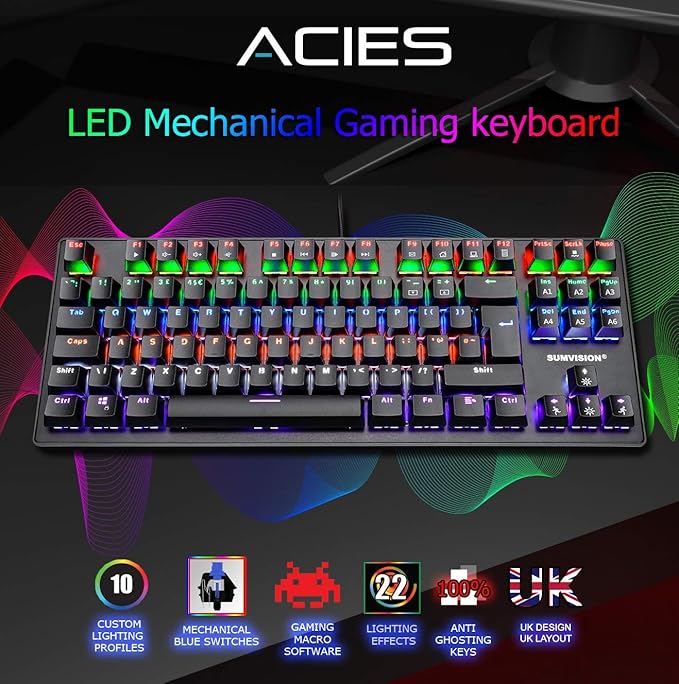 ACIES
LED Mechanical Gaming keyboard
Esc F1 F2 F3 F4 F5 F6 F7 F8 F9 F10 F11 F12 PrtSc ScrLk Pause
Ins Home PgUp
A1 A2 A3
Tab Q W E R T Y U I O P
Del End PgDn
A4 A5 A6
Caps A S D F G H J K L
SUMVISION®
Shift Z X C V B N M Shift
Ctrl Alt Alt Fn Ctrl
10
22
100%
UK
CUSTOM
LIGHTING
PROFILES
MECHANICAL
BLUE SWITCHES
GAMING
MACRO
SOFTWARE
LIGHTING
EFFECTS
ANTI
GHOSTING
KEYS
UK DESIGN
UK LAYOUT